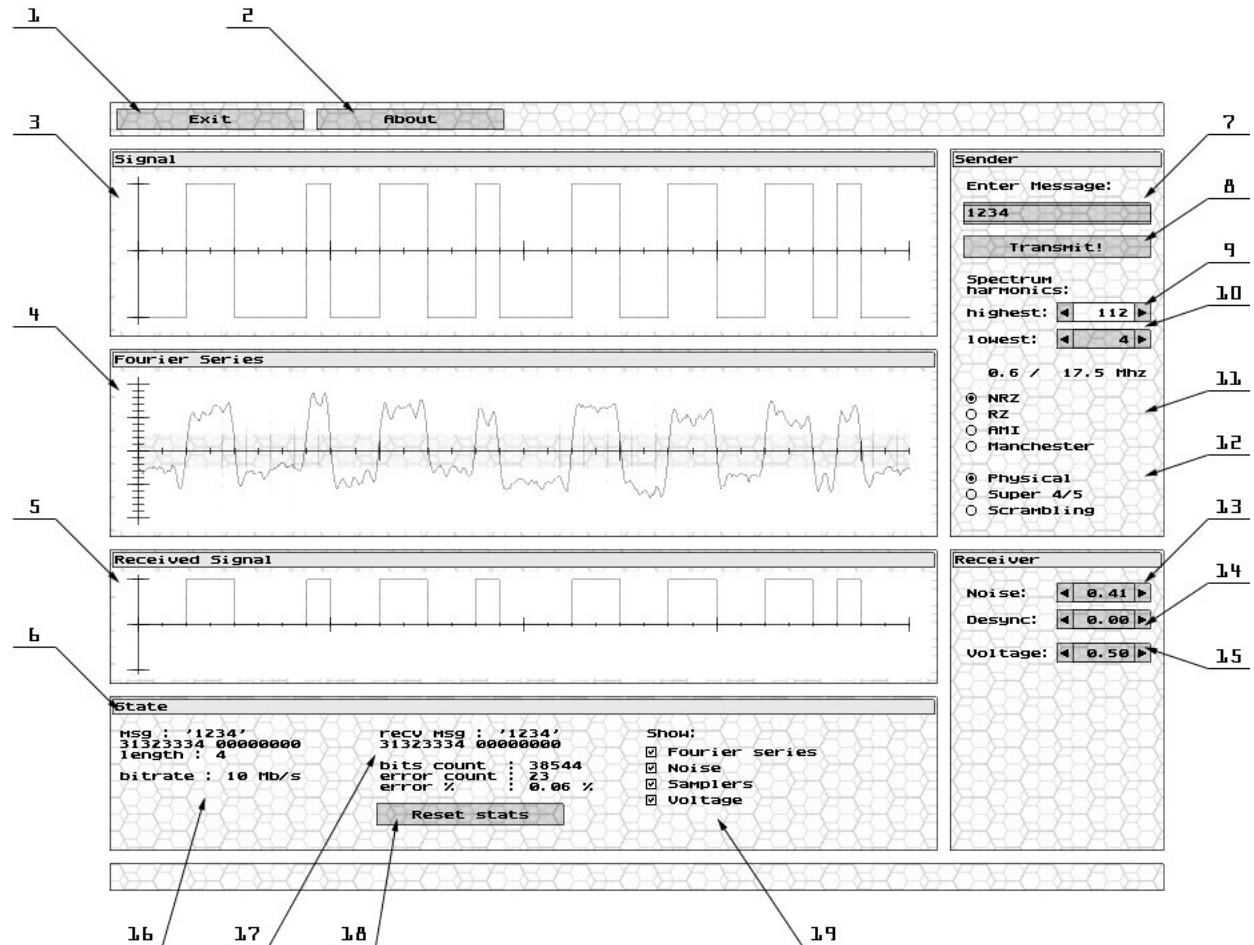 1
2
Exit
About
3
Signal
4
Fourier Series
5
Received Signal
6
State
msg : '1234'
31323334 00000000
length : 4
bitrate : 10 Mb/s
recv msg : '1234'
31323334 00000000
bits count : 38544
error count : 23
error % : 0.06 %
Reset stats
Show:
Fourier series
Noise
Samplers
Voltage
Sender
Enter Message:
1234
Transmit!
Spectrum
harmonics:
highest: 112
lowest: 4
0.6 / 17.5 Mhz
NRZ
RZ
AMI
Manchester
Physical
Super 4/5
Scrambling
Receiver
Noise: 0.41
Desync: 0.00
Voltage: 0.50
7
8
9
10
11
12
13
14
15
16
17
18
19